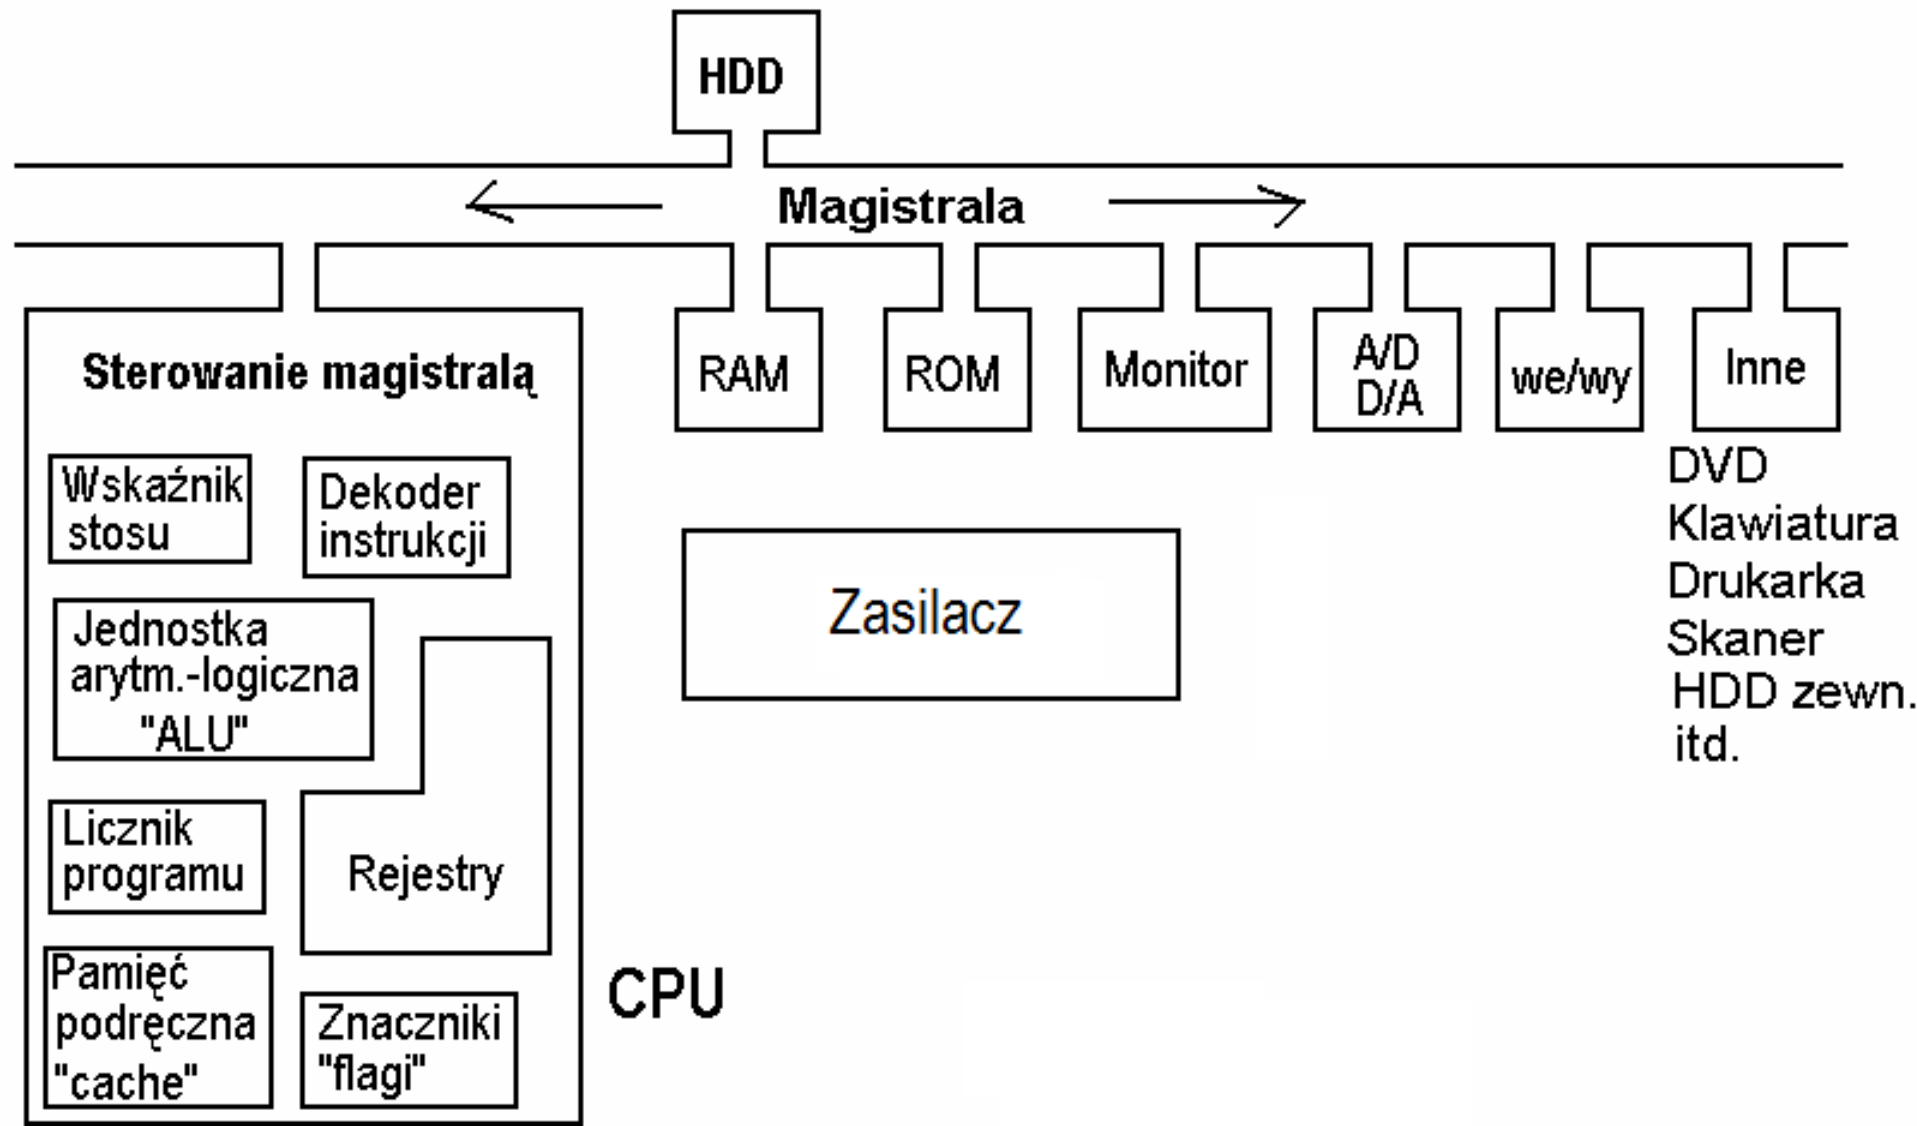 HDD
Magistrala
Sterowanie magistralą
RAM
ROM
Monitor
A/D
D/A
we/wy
Inne
DVD
Klawiatura
Drukarka
Skaner
HDD zewn.
itd.
Wskaźnik
stosu
Dekoder
instrukcji
Jednostka
arytm.-logiczna
"ALU"
Licznik
programu
Rejestry
Pamięć
podręczna
"cache"
Znaczniki
"flagi"
CPU
Zasilacz